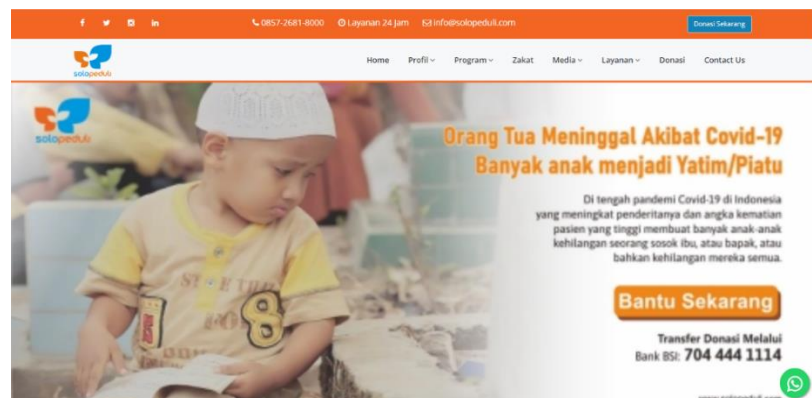 0857-2681-8000 Layanan 24 Jam info@solopeduli.com
Donasi Sekarang
solopeduli
Home Profil Program Zakat Media Layanan Donasi Contact Us
solopeduli
Orang Tua Meninggal Akibat Covid-19
Banyak anak menjadi Yatim/Piatu
Di tengah pandemi Covid-19 di Indonesia
yang meningkat penderitanya dan angka kematian
pasien yang tinggi membuat banyak anak-anak
kehilangan seorang sosok ibu, atau bapak, atau
bahkan kehilangan mereka semua.
Bantu Sekarang
Transfer Donasi Melalui
Bank BSI: 704 444 1114